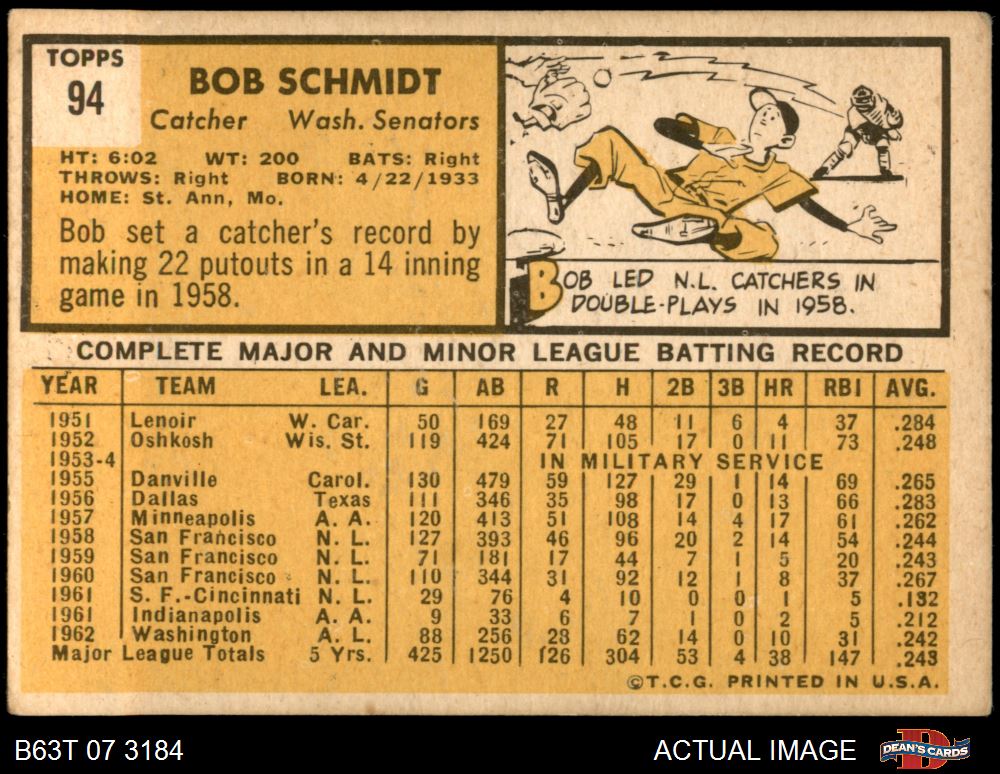 TOPPS
94
BOB SCHMIDT
Catcher Wash. Senators
HT: 6:02 WT: 200 BATS: Right
THROWS: Right BORN: 4/22/1933
HOME: St. Ann, Mo.
Bob set a catcher's record by
making 22 putouts in a 14 inning
game in 1958.
BOB LED N.L. CATCHERS IN
DOUBLE-PLAYS IN 1958.
COMPLETE MAJOR AND MINOR LEAGUE BATTING RECORD
YEAR TEAM LEA. G AB R H 2B 3B HR RBI AVG.
1951 Lenoir W. Car. 50 169 27 48 11 6 4 37 .284
1952 Oshkosh Wis. St. 119 424 71 105 17 0 11 73 .248
1953-4 IN MILITARY SERVICE
1955 Danville Carol. 130 479 59 127 29 1 14 69 .265
1956 Dallas Texas 111 346 35 98 17 0 13 66 .283
1957 Minneapolis A. A. 120 413 51 108 14 4 17 61 .262
1958 San Francisco N. L. 127 393 46 96 20 2 14 54 .244
1959 San Francisco N. L. 71 181 17 44 7 1 5 20 .243
1960 San Francisco N. L. 110 344 31 92 12 1 8 37 .267
1961 S. F.-Cincinnati N. L. 29 76 4 10 0 0 1 5 .132
1961 Indianapolis A. A. 9 33 6 7 1 0 2 5 .212
1962 Washington A. L. 88 256 28 62 14 0 10 31 .242
Major League Totals 5 Yrs. 425 1250 126 304 53 4 38 147 .243
©T.C.G. PRINTED IN U.S.A.
B63T 07 3184 ACTUAL IMAGE DEAN'S CARDS